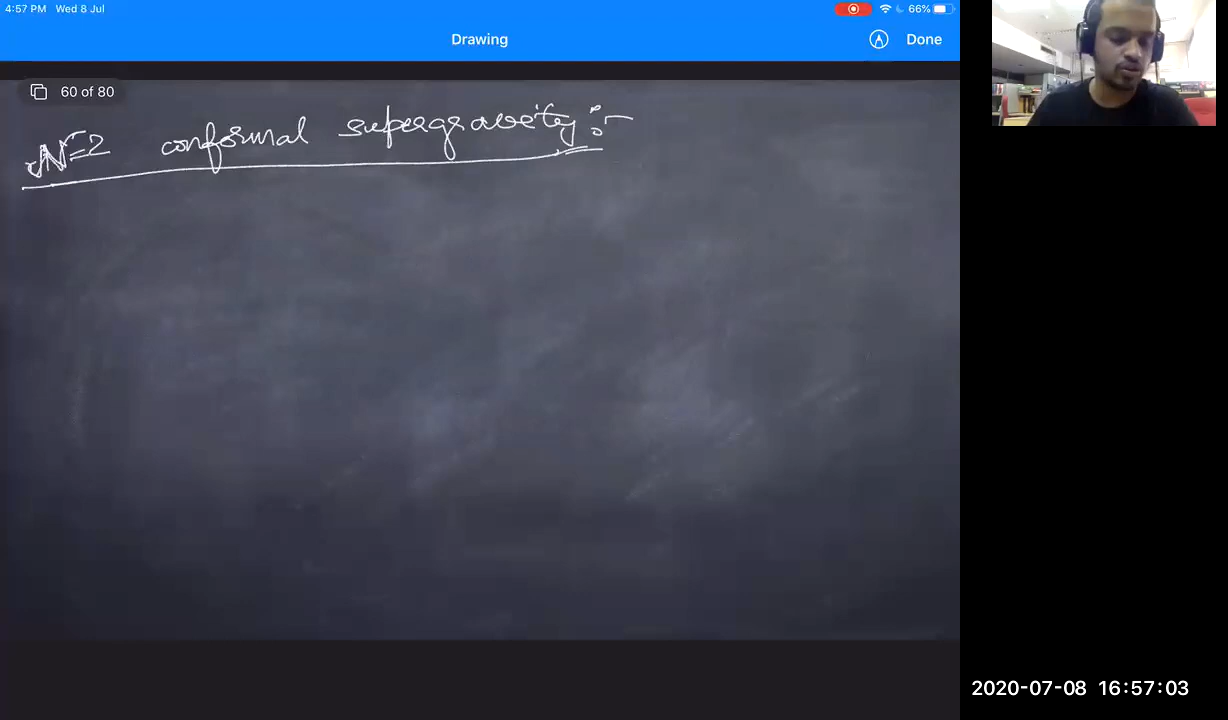 4:57 PM Wed 8 Jul 66%
Drawing Done
60 of 80
N=2 conformal supergravity :-
2020-07-08 16:57:03